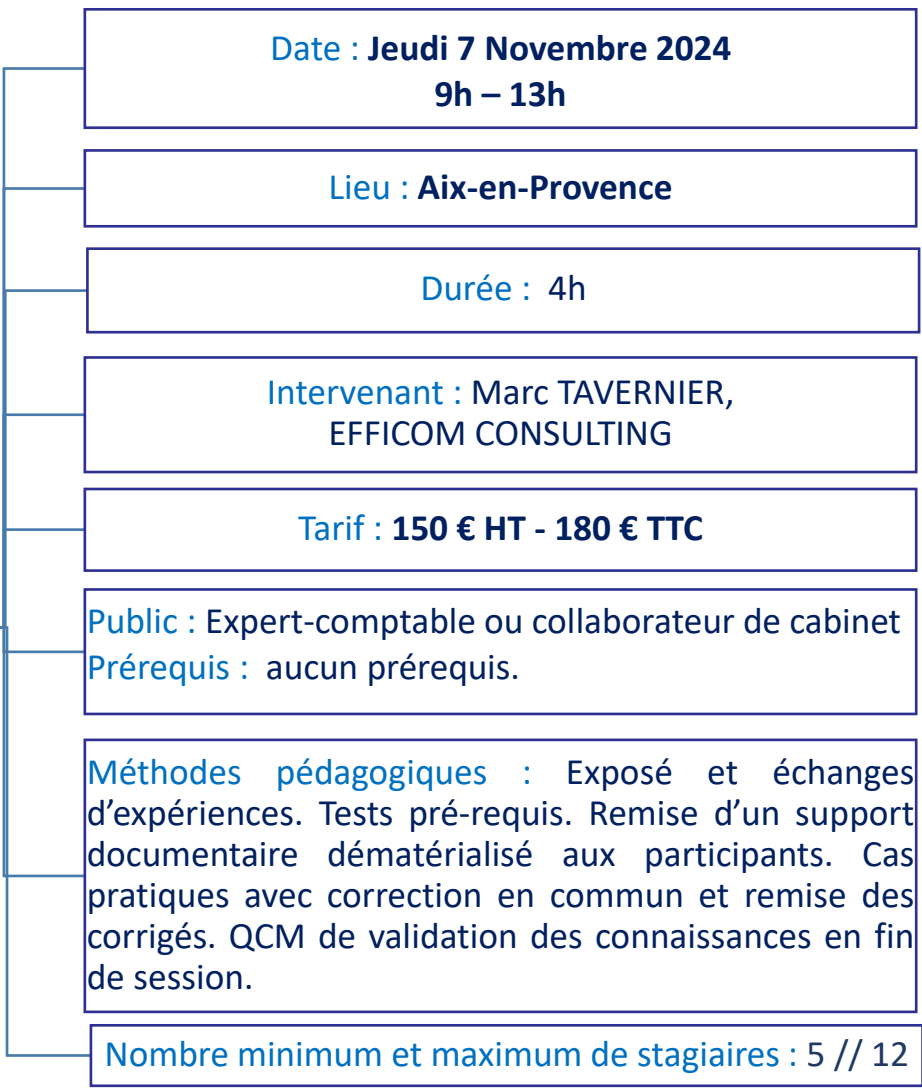 Date : Jeudi 7 Novembre 2024
9h – 13h
Lieu : Aix-en-Provence
Durée : 4h
Intervenant : Marc TAVERNIER,
EFFICOM CONSULTING
Tarif : 150 € HT - 180 € TTC
Public : Expert-comptable ou collaborateur de cabinet
Prérequis : aucun prérequis.
Méthodes pédagogiques : Exposé et échanges
d’expériences. Tests pré-requis. Remise d’un support
documentaire dématérialisé aux participants. Cas
pratiques avec correction en commun et remise des
corrigés. QCM de validation des connaissances en fin
de session.
Nombre minimum et maximum de stagiaires : 5 // 12